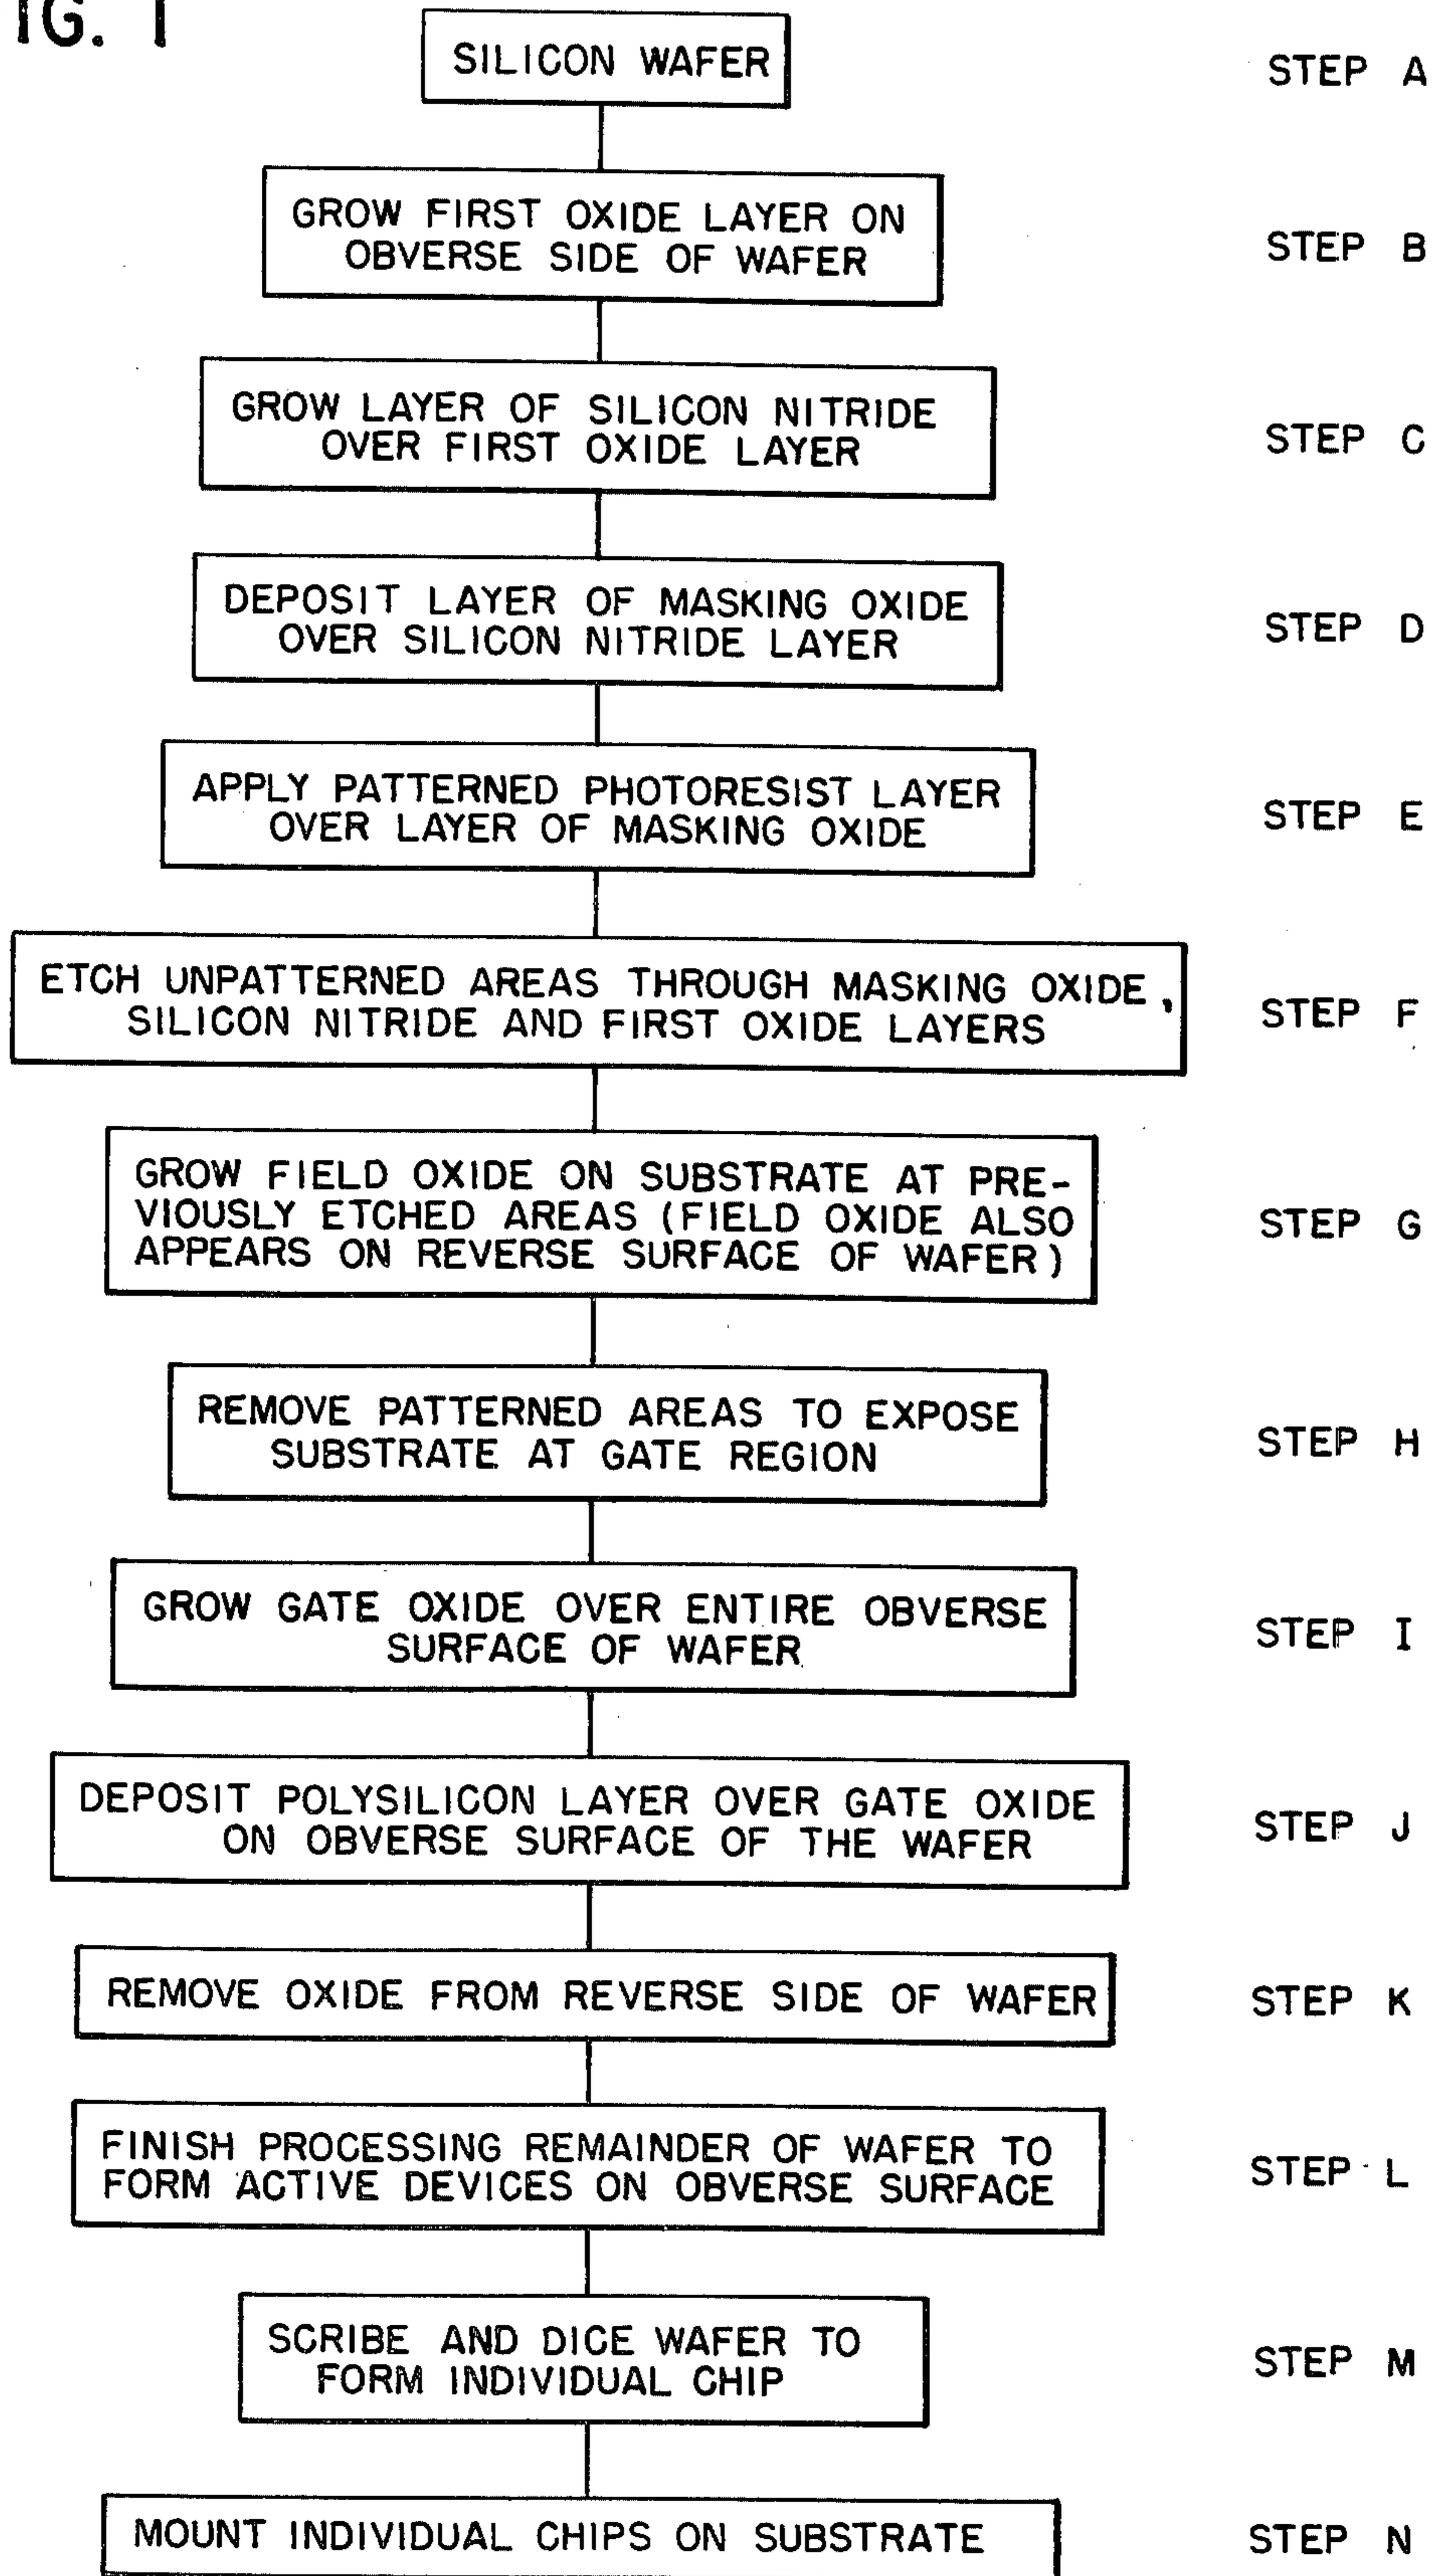 IG. 1
SILICON WAFER
STEP A
GROW FIRST OXIDE LAYER ON
OBVERSE SIDE OF WAFER
STEP B
GROW LAYER OF SILICON NITRIDE
OVER FIRST OXIDE LAYER
STEP C
DEPOSIT LAYER OF MASKING OXIDE
OVER SILICON NITRIDE LAYER
STEP D
APPLY PATTERNED PHOTORESIST LAYER
OVER LAYER OF MASKING OXIDE
STEP E
ETCH UNPATTERNED AREAS THROUGH MASKING OXIDE,
SILICON NITRIDE AND FIRST OXIDE LAYERS
STEP F
GROW FIELD OXIDE ON SUBSTRATE AT PRE-
VIOUSLY ETCHED AREAS (FIELD OXIDE ALSO
APPEARS ON REVERSE SURFACE OF WAFER)
STEP G
REMOVE PATTERNED AREAS TO EXPOSE
SUBSTRATE AT GATE REGION
STEP H
GROW GATE OXIDE OVER ENTIRE OBVERSE
SURFACE OF WAFER
STEP I
DEPOSIT POLYSILICON LAYER OVER GATE OXIDE
ON OBVERSE SURFACE OF THE WAFER
STEP J
REMOVE OXIDE FROM REVERSE SIDE OF WAFER
STEP K
FINISH PROCESSING REMAINDER OF WAFER TO
FORM ACTIVE DEVICES ON OBVERSE SURFACE
STEP L
SCRIBE AND DICE WAFER TO
FORM INDIVIDUAL CHIP
STEP M
MOUNT INDIVIDUAL CHIPS ON SUBSTRATE
STEP N